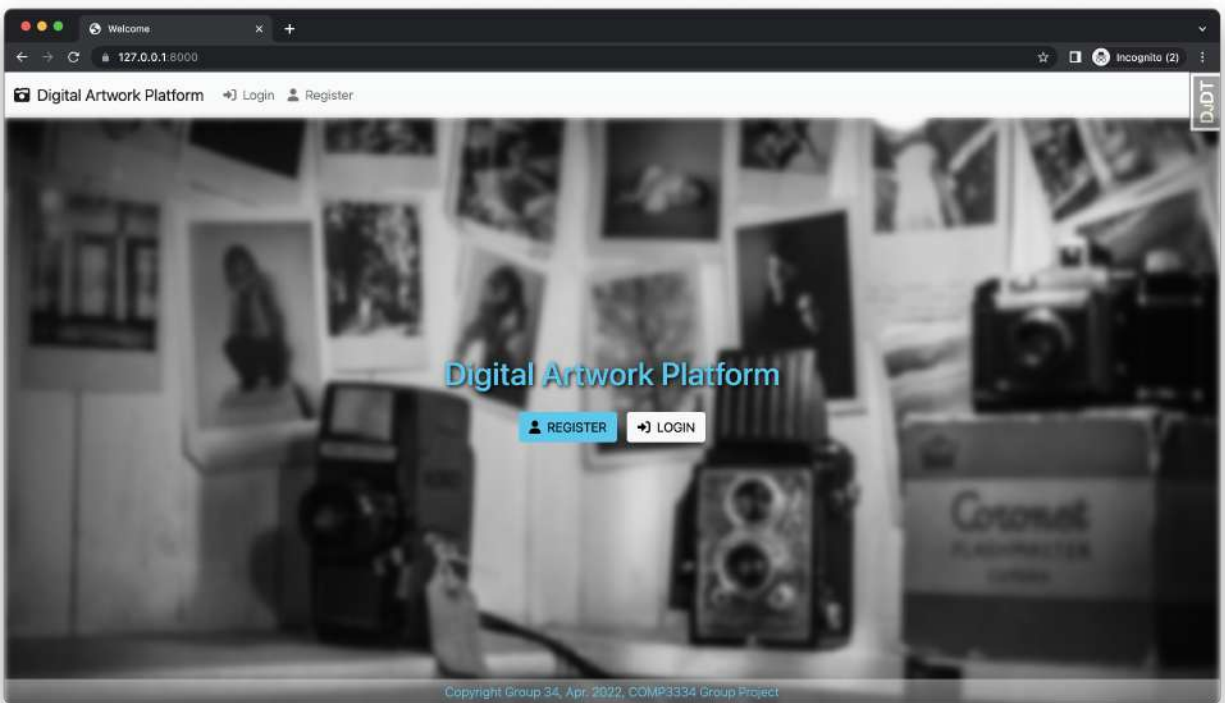 Welcome
127.0.0.1:8000
Incognito (2)
Digital Artwork Platform Login Register
DJDT
Digital Artwork Platform
REGISTER LOGIN
Coronet
Copyright Group 34, Apr. 2022, COMP3334 Group Project